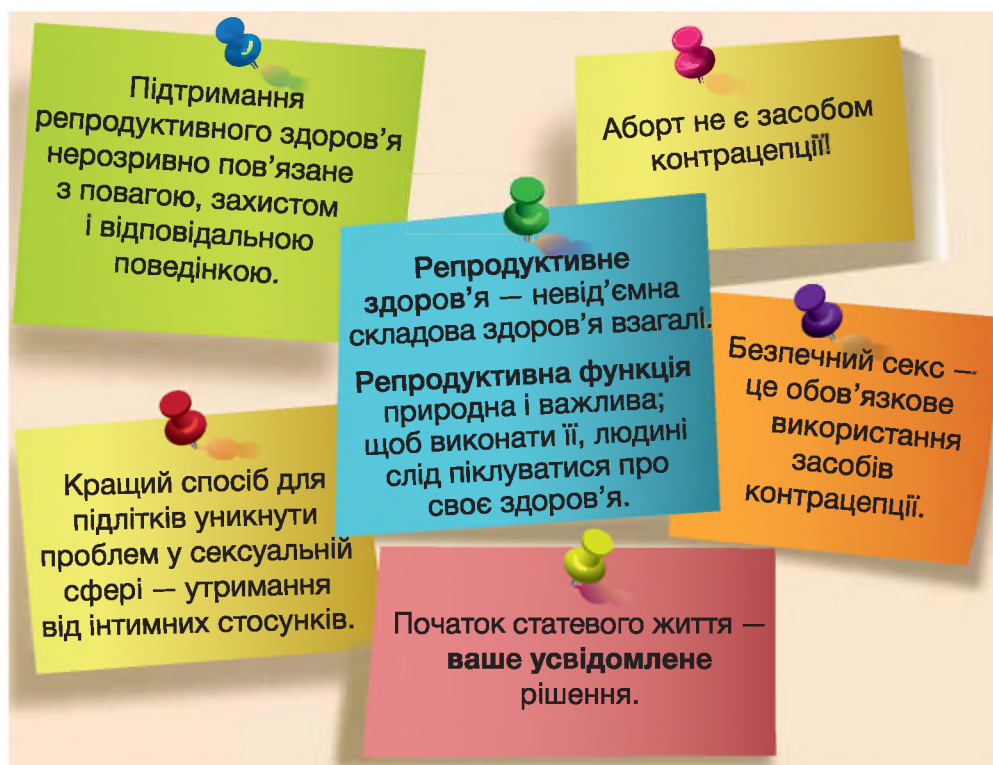 Підтримання
репродуктивного здоров’я
нерозривно пов’язане
з повагою, захистом
і відповідальною
поведінкою.
Аборт не є засобом
контрацепції!
Репродуктивне
здоров’я — невід’ємна
складова здоров’я взагалі.
Репродуктивна функція
природна і важлива;
щоб виконати її, людині
слід піклуватися про
своє здоров’я.
Безпечний секс —
це обов’язкове
використання
засобів
контрацепції.
Кращий спосіб для
підлітків уникнути
проблем у сексуальній
сфері — утримання
від інтимних стосунків.
Початок статевого життя —
ваше усвідомлене
рішення.